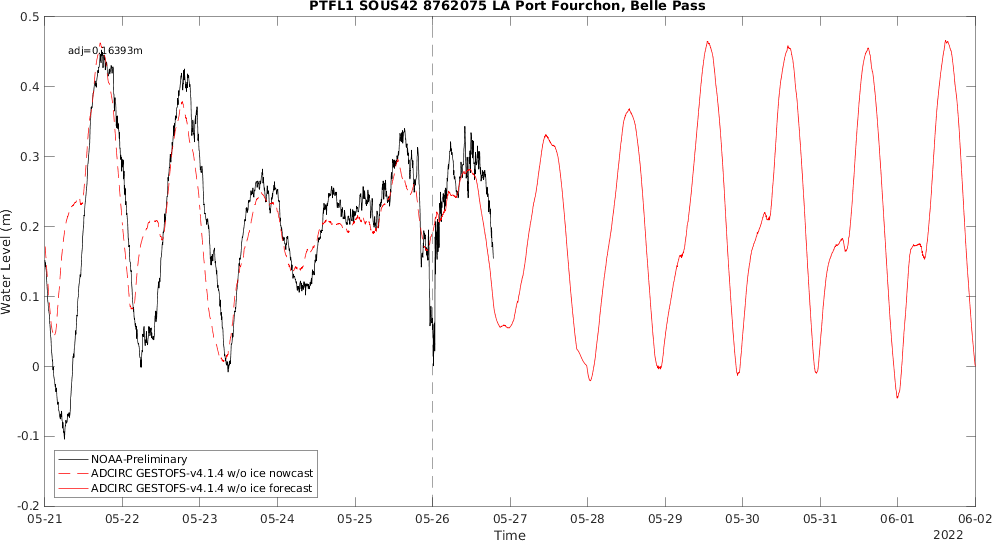 PTFL1 SOUS42 8762075 LA Port Fourchon, Belle Pass
adj=0.16393m
0.5
0.4
0.3
0.2
0.1
0
-0.1
-0.2
Water Level (m)
NOAA-Preliminary
ADCIRC GESTOFS-v4.1.4 w/o ice nowcast
ADCIRC GESTOFS-v4.1.4 w/o ice forecast
05-21 05-22 05-23 05-24 05-25 05-26 05-27 05-28 05-29 05-30 05-31 06-01 06-02
Time
2022